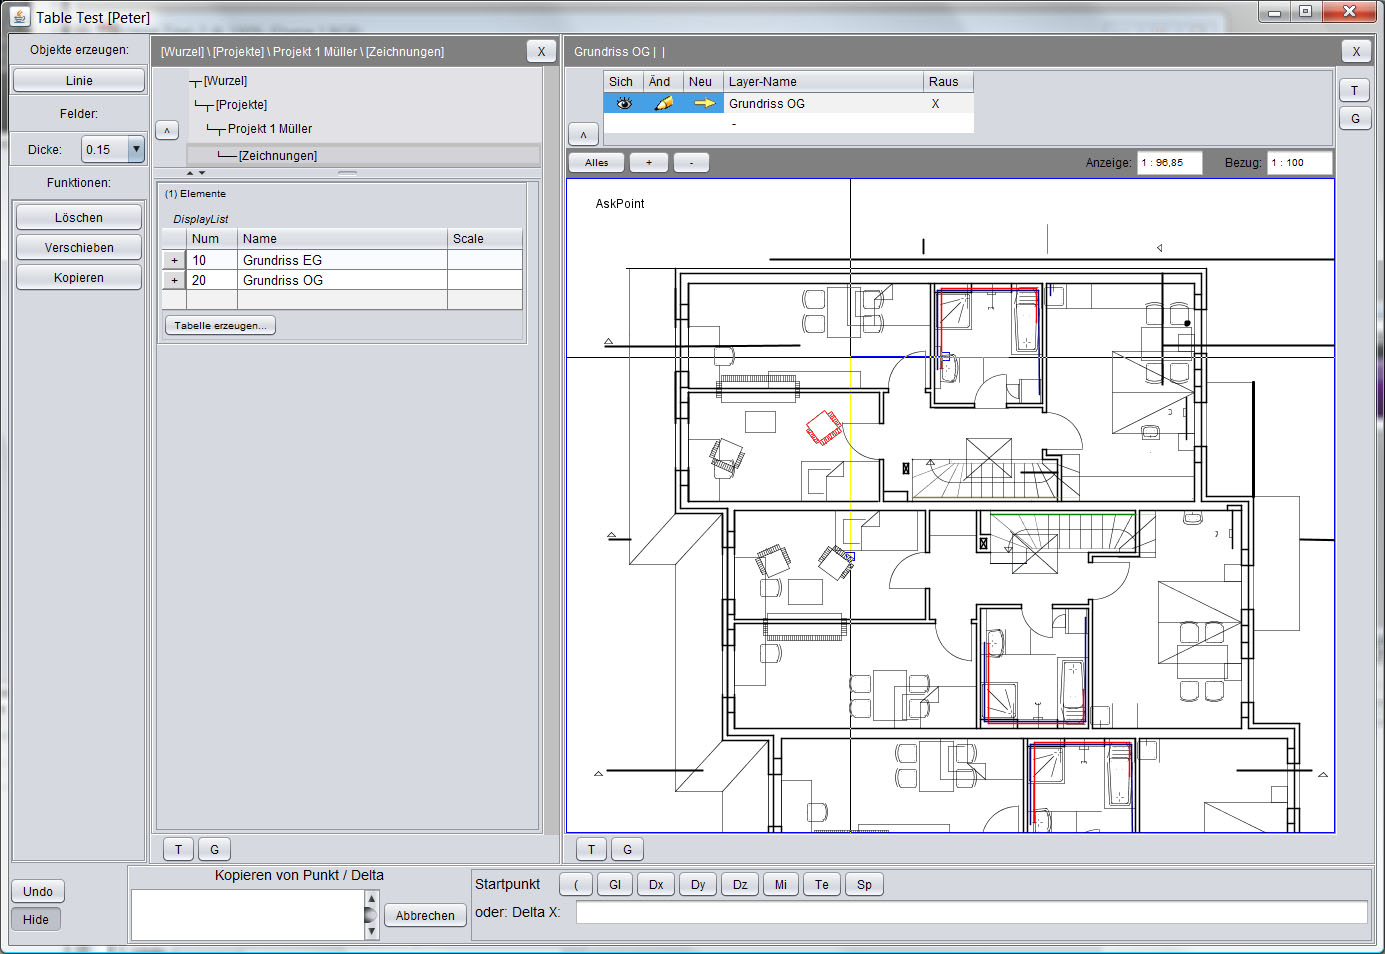 Table Test [Peter]
Objekte erzeugen:
Linie
Felder:
Dicke: 0.15
Funktionen:
Löschen
Verschieben
Kopieren
[Wurzel] \ [Projekte] \ Projekt 1 Müller \ [Zeichnungen] X
[Wurzel]
[Projekte]
Projekt 1 Müller
[Zeichnungen]
^
(1) Elemente
DisplayList
Num Name Scale
+ 10 Grundriss EG
+ 20 Grundriss OG
Tabelle erzeugen...
T G
Grundriss OG | | X
Sich Änd Neu Layer-Name Raus
Grundriss OG X
-
^
T
G
Alles + - Anzeige: 1 : 96,85 Bezug: 1 : 100
AskPoint
T G
Undo
Hide
Kopieren von Punkt / Delta
Abbrechen
Startpunkt ( Gl Dx Dy Dz Mi Te Sp
oder: Delta X: